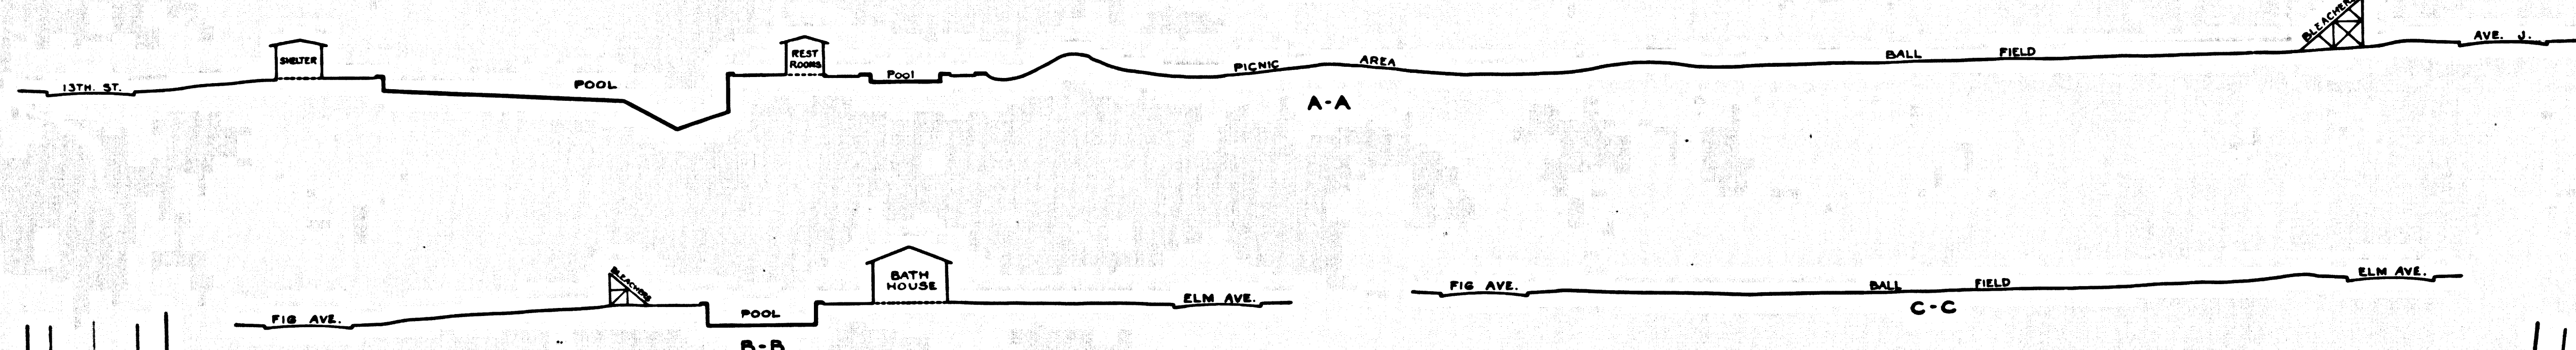 BLEACHERS
SHELTER
REST
ROOMS
13TH. ST.
POOL
Pool
PICNIC AREA
BALL FIELD
AVE. J.
A-A
BLEACHERS
BATH
HOUSE
FIG AVE.
POOL
ELM AVE.
B-B
FIG AVE.
BALL FIELD
ELM AVE.
C-C